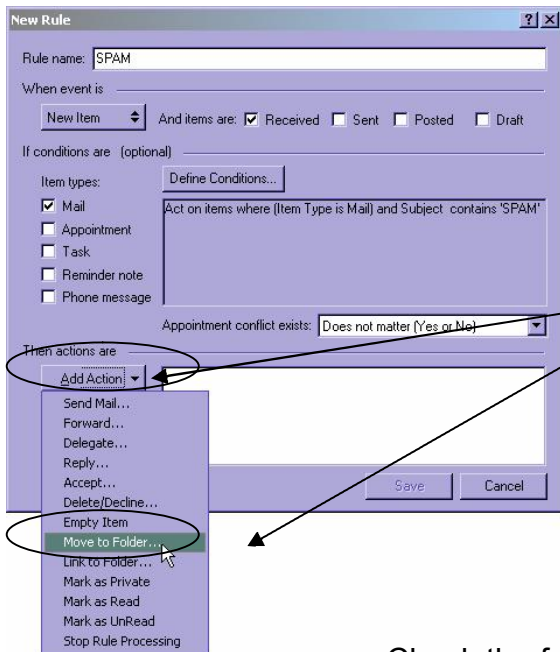 New Rule
Rule name: SPAM
When event is
New Item And items are: Received Sent Posted Draft
If conditions are (optional)
Item types: Define Conditions...
Mail
Act on items where (Item Type is Mail) and Subject contains 'SPAM'
Appointment
Task
Reminder note
Phone message
Appointment conflict exists: Does not matter (Yes or No)
Then actions are
Add Action
Send Mail...
Forward...
Delegate...
Reply...
Accept...
Delete/Decline...
Save Cancel
Empty Item
Move to Folder...
Link to Folder...
Mark as Private
Mark as Read
Mark as UnRead
Stop Rule Processing